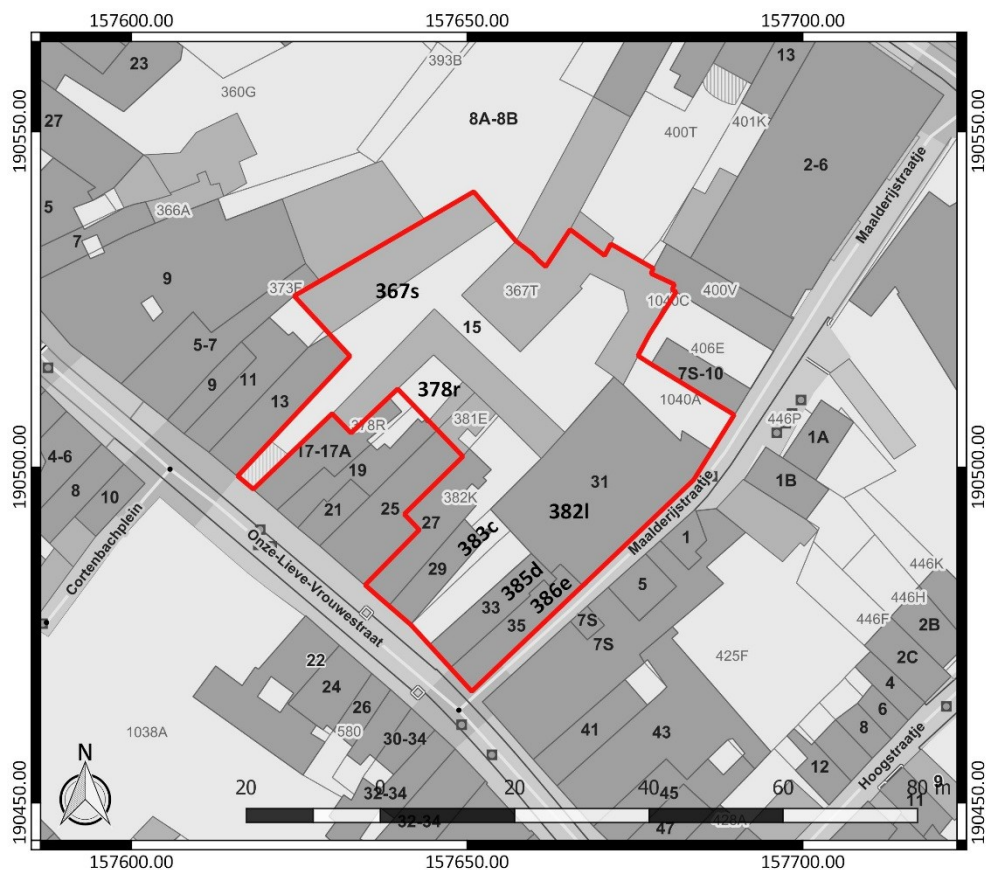 157600.00
157650.00
157700.00
190550.00
190550.00
190500.00
190500.00
190450.00
190450.00
23
393B
13
360G
8A-8B
27
400T
401K
2-6
5
366A
7
Maalderijstraatje
9
373F
367s
367T
1040C
400V
15
5-7
406E
9
11
378r
7S-10
13
381E
1040A
378R
446P
17-17A
1A
4-6
19
31
8
10
21
25
382K
382l
1B
27
Maalderijstraatje
383c
1
Onze-Lieve-Vrouwestraat
Cortenbachplein
29
385d
446K
33
386e
5
446H
35
7S
446F
7S
2B
22
425F
2C
24
4
26
6
1038A
580
30-34
41
43
8
Hoogstraatje
12
N
20
0
20
40
60
80 m
9
32-34
45
11
32-34
47
428A
157600.00
157650.00
157700.00